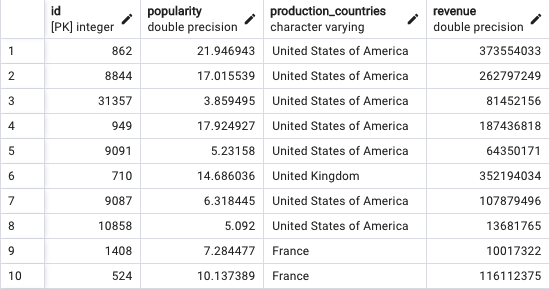 id popularity production_countries revenue
[PK] integer double precision character varying double precision
1 862 21.946943 United States of America 373554033
2 8844 17.015539 United States of America 262797249
3 31357 3.859495 United States of America 81452156
4 949 17.924927 United States of America 187436818
5 9091 5.23158 United States of America 64350171
6 710 14.686036 United Kingdom 352194034
7 9087 6.318445 United States of America 107879496
8 10858 5.092 United States of America 13681765
9 1408 7.284477 France 10017322
10 524 10.137389 France 116112375